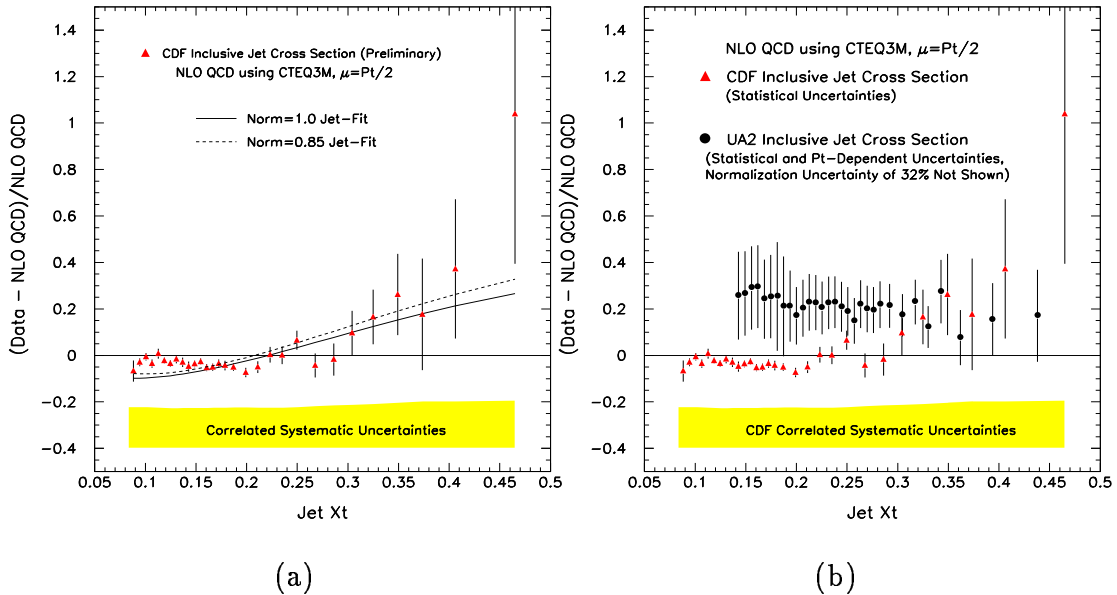 CDF Inclusive Jet Cross Section (Preliminary)
NLO QCD using CTEQ3M, μ=Pt/2
Norm=1.0 Jet-Fit
Norm=0.85 Jet-Fit
Correlated Systematic Uncertainties
(Data - NLO QCD)/NLO QCD
1.4
1.2
1
0.8
0.6
0.4
0.2
0
-0.2
-0.4
0.05
0.1
0.15
0.2
0.25
0.3
0.35
0.4
0.45
0.5
Jet Xt
(a)
NLO QCD using CTEQ3M, μ=Pt/2
CDF Inclusive Jet Cross Section
(Statistical Uncertainties)
UA2 Inclusive Jet Cross Section
(Statistical and Pt-Dependent Uncertainties,
Normalization Uncertainty of 32% Not Shown)
CDF Correlated Systematic Uncertainties
(Data - NLO QCD)/NLO QCD
1.4
1.2
1
0.8
0.6
0.4
0.2
0
-0.2
-0.4
0.05
0.1
0.15
0.2
0.25
0.3
0.35
0.4
0.45
0.5
Jet Xt
(b)